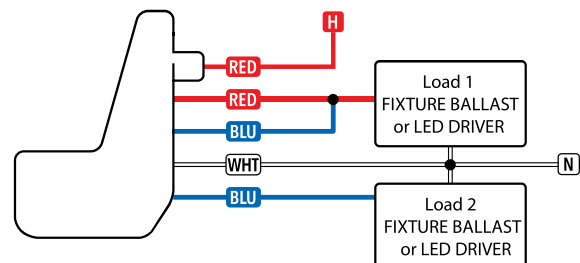 H
RED
RED
BLU
WHT
BLU
Load 1
FIXTURE BALLAST
or LED DRIVER
N
Load 2
FIXTURE BALLAST
or LED DRIVER